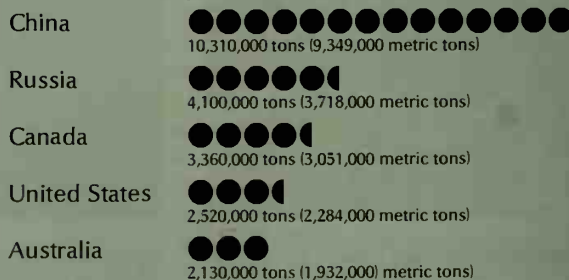 China
10,310,000 tons (9,349,000 metric tons)
Russia
4,100,000 tons (3,718,000 metric tons)
Canada
3,360,000 tons (3,051,000 metric tons)
United States
2,520,000 tons (2,284,000 metric tons)
Australia
2,130,000 tons (1,932,000) metric tons)